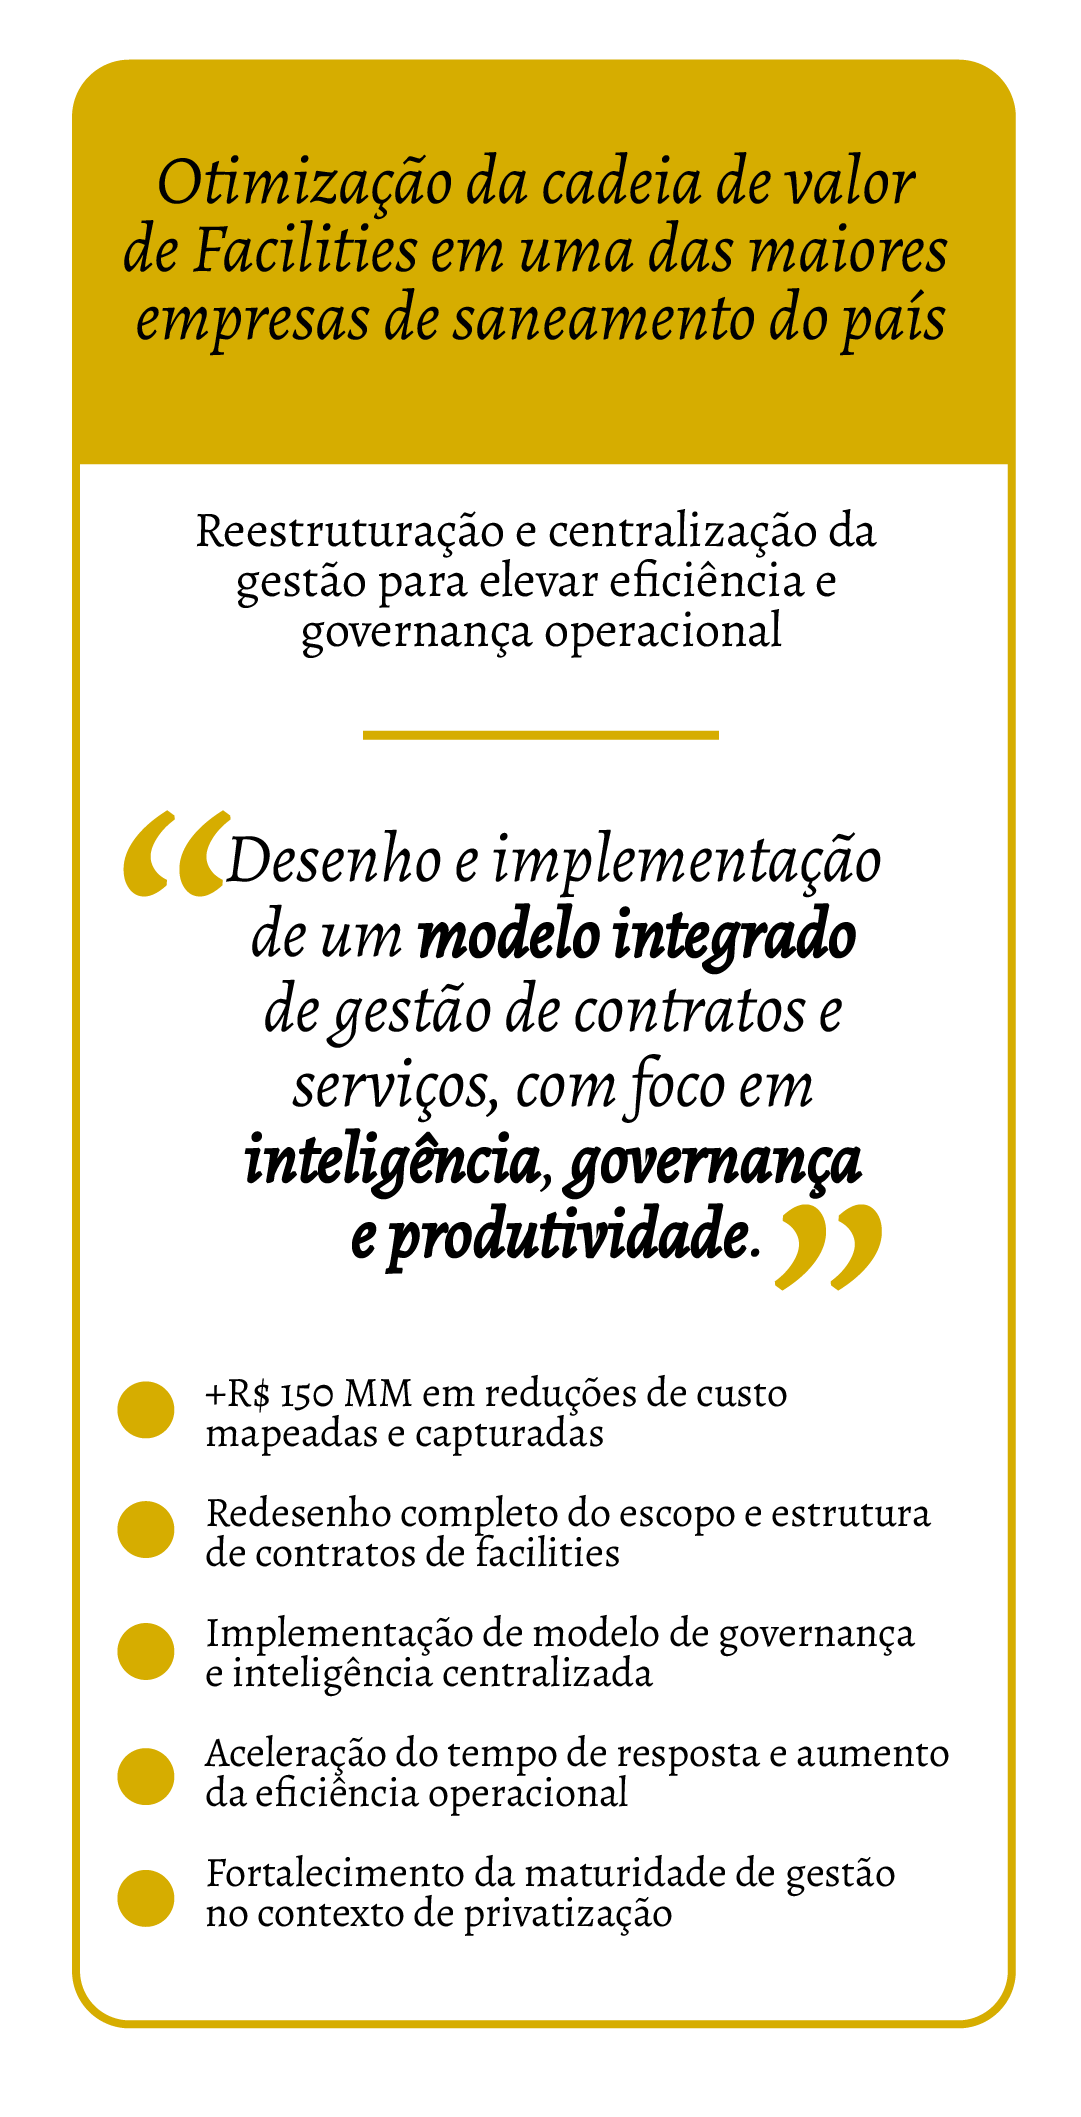 Otimização da cadeia de valor
de Facilities em uma das maiores
empresas de saneamento do país
Reestruturação e centralização da
gestão para elevar eficiência e
governança operacional
“Desenho e implementação
de um modelo integrado
de gestão de contratos e
serviços, com foco em
inteligência, governança
e produtividade.”
+R$ 150 MM em reduções de custo
mapeadas e capturadas
Redesenho completo do escopo e estrutura
de contratos de facilities
Implementação de modelo de governança
e inteligência centralizada
Aceleração do tempo de resposta e aumento
da eficiência operacional
Fortalecimento da maturidade de gestão
no contexto de privatização